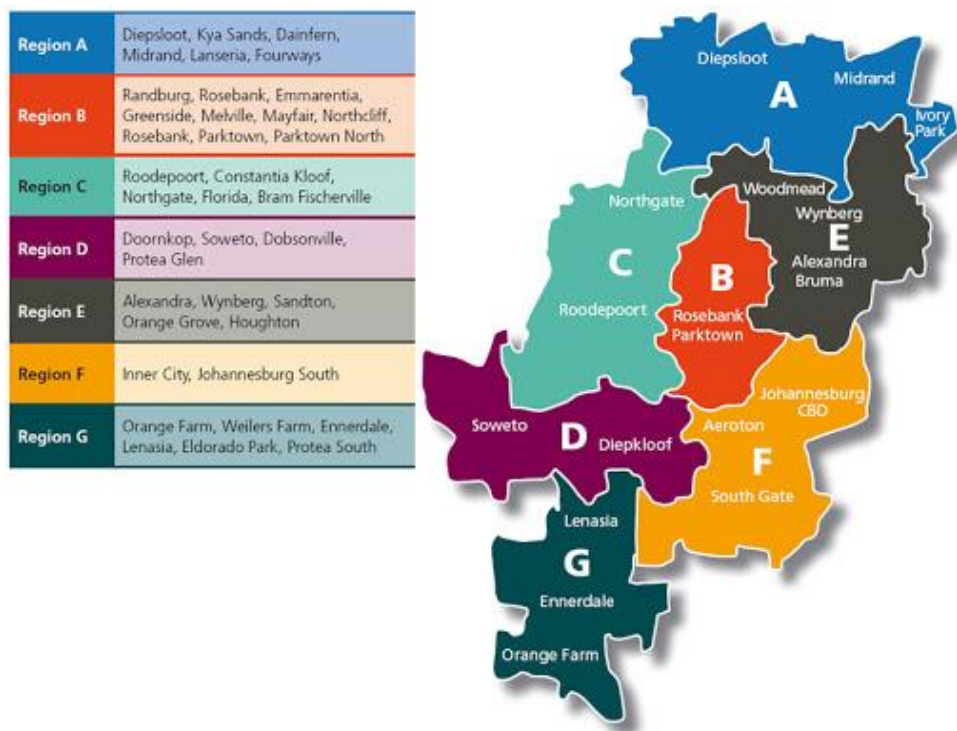 Region A
Diepsloot, Kya Sands, Dainfern,
Midrand, Lanseria, Fourways
Region B
Randburg, Rosebank, Emmarentia,
Greenside, Melville, Mayfair, Northcliff,
Rosebank, Parktown, Parktown North
Region C
Roodepoort, Constantia Kloof,
Northgate, Florida, Bram Fischerville
Region D
Doornkop, Soweto, Dobsonville,
Protea Glen
Region E
Alexandra, Wynberg, Sandton,
Orange Grove, Houghton
Region F
Inner City, Johannesburg South
Region G
Orange Farm, Weilers Farm, Ennerdale,
Lenasia, Eldorado Park, Protea South
Diepsloot
Midrand
A
Ivory
Park
Woodmead
Northgate
Wynberg
E
C
Alexandra
B
Bruma
Roodepoort
Rosebank
Parktown
Johannesburg
CBD
Soweto
D
Diepkloof
Aeroton
F
South Gate
Lenasia
G
Ennerdale
Orange Farm